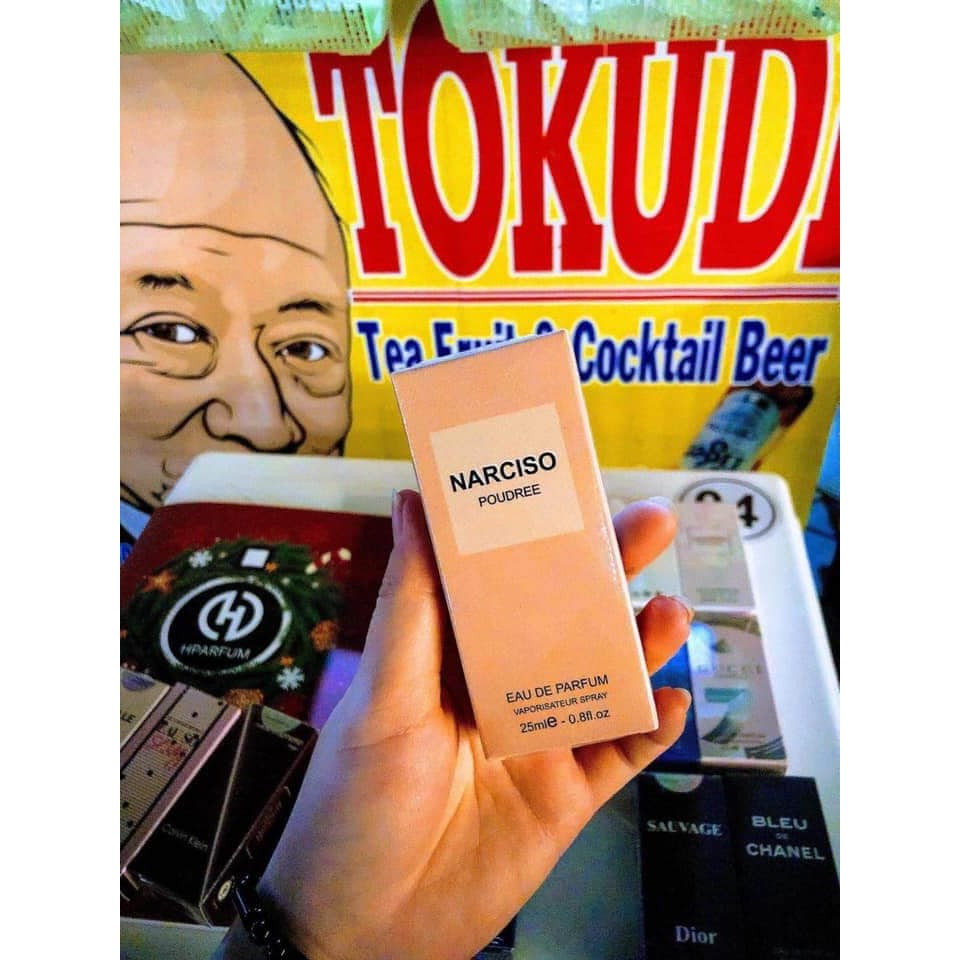 TOKUD
Tea Fruit & Cocktail Beer
NARCISO
POUDREE
EAU DE PARFUM
VAPORISATEUR SPRAY
25ml e - 0.8fl.oz
HPARFUM
Calvin Klein
GUCCI
SAUVAGE
Dior
BLEU
DE
CHANEL